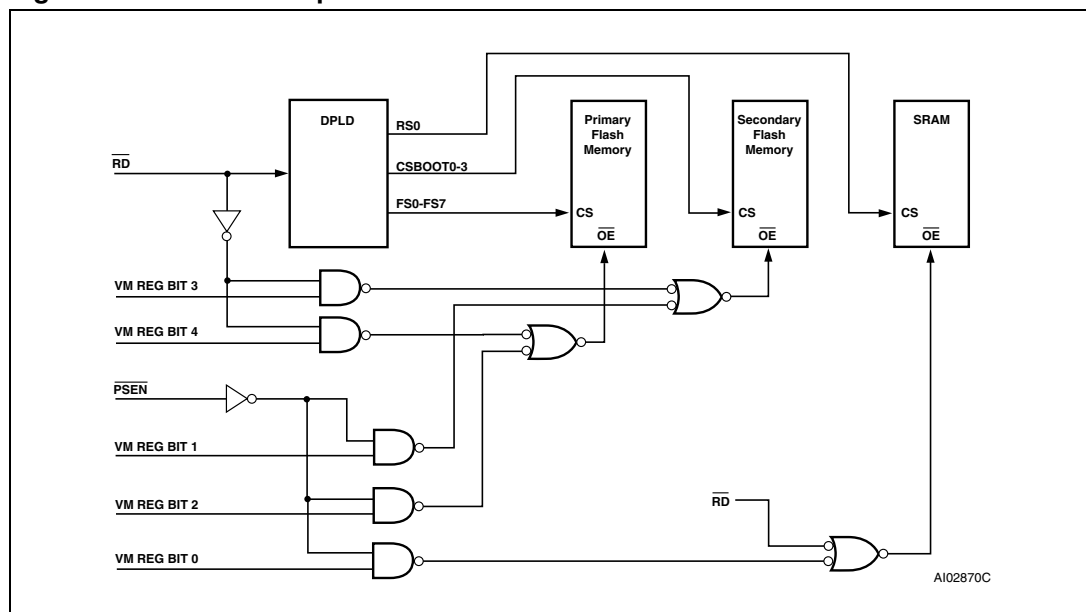 DPLD
RS0
CSBOOT0-3
FS0-FS7
Primary
Flash
Memory
CS
OE
Secondary
Flash
Memory
CS
OE
SRAM
CS
OE
RD
VM REG BIT 3
VM REG BIT 4
PSEN
VM REG BIT 1
VM REG BIT 2
VM REG BIT 0
RD
AI02870C